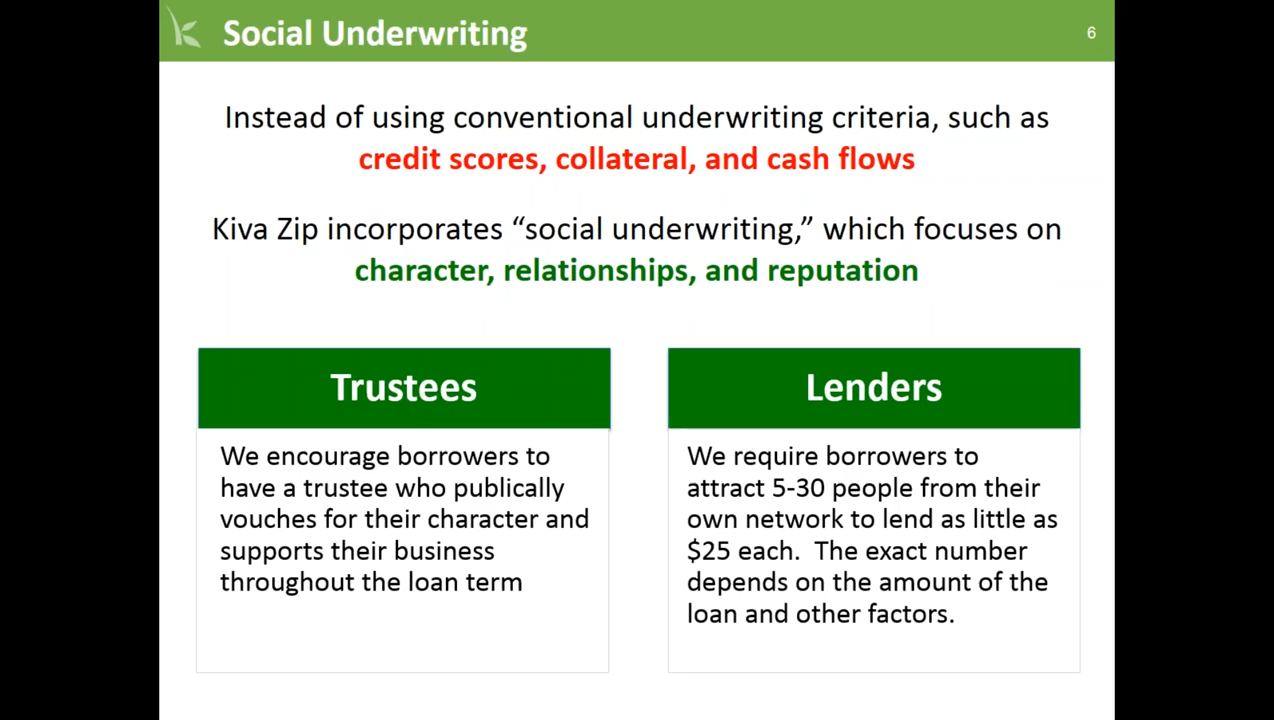 Social Underwriting
6
Instead of using conventional underwriting criteria, such as
credit scores, collateral, and cash flows
Kiva Zip incorporates “social underwriting,” which focuses on
character, relationships, and reputation
Trustees
We encourage borrowers to
have a trustee who publically
vouches for their character and
supports their business
throughout the loan term
Lenders
We require borrowers to
attract 5-30 people from their
own network to lend as little as
$25 each.  The exact number
depends on the amount of the
loan and other factors.